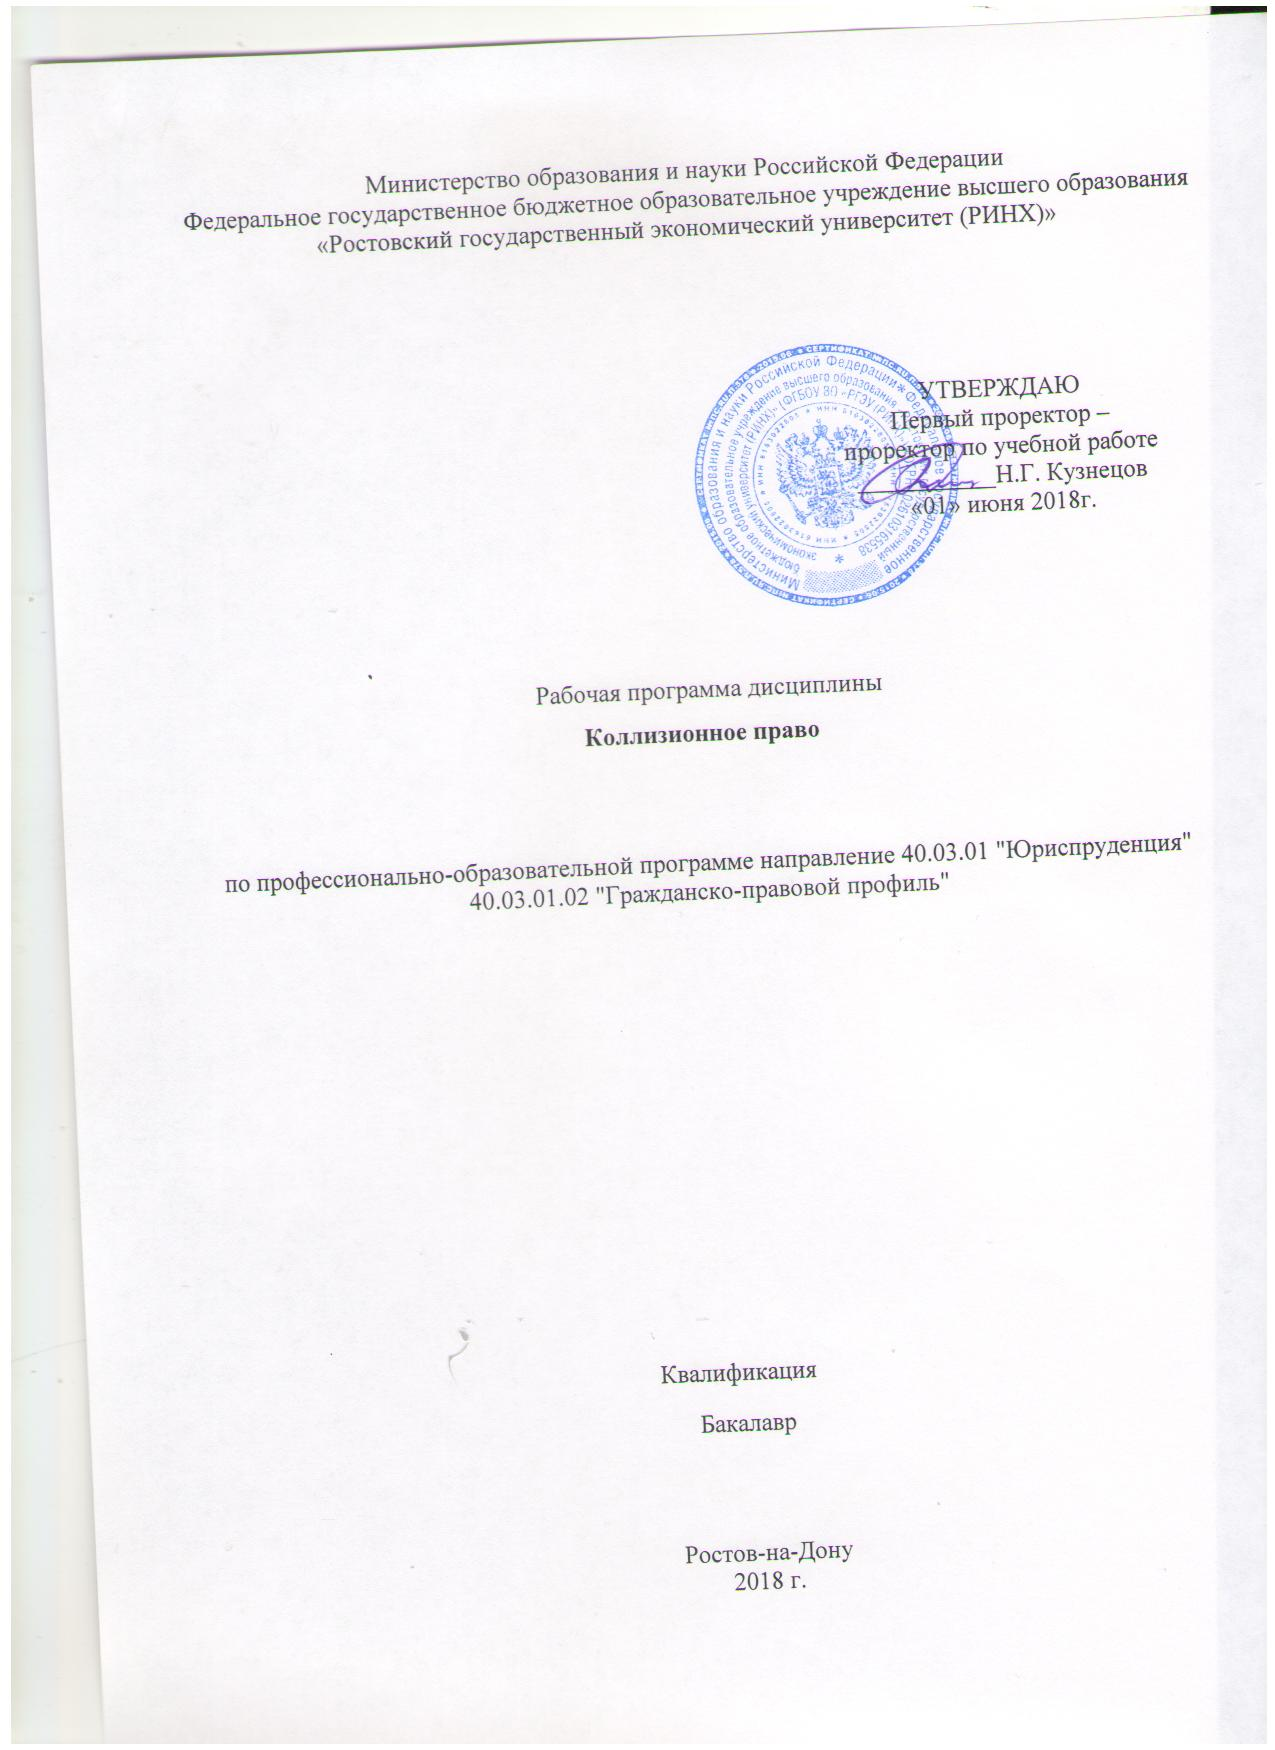 Министерство образования и науки Российской Федерации
Федеральное государственное бюджетное образовательное учреждение высшего образования
«Ростовский государственный экономический университет (РИНХ)»
УТВЕРЖДАЮ
Первый проректор –
проректор по учебной работе
Н.Г. Кузнецов
«01» июня 2018г.
Рабочая программа дисциплины
Коллизионное право
по профессионально-образовательной программе направление 40.03.01 "Юриспруденция"
40.03.01.02 "Гражданско-правовой профиль"
Квалификация
Бакалавр
Ростов-на-Дону
2018 г.